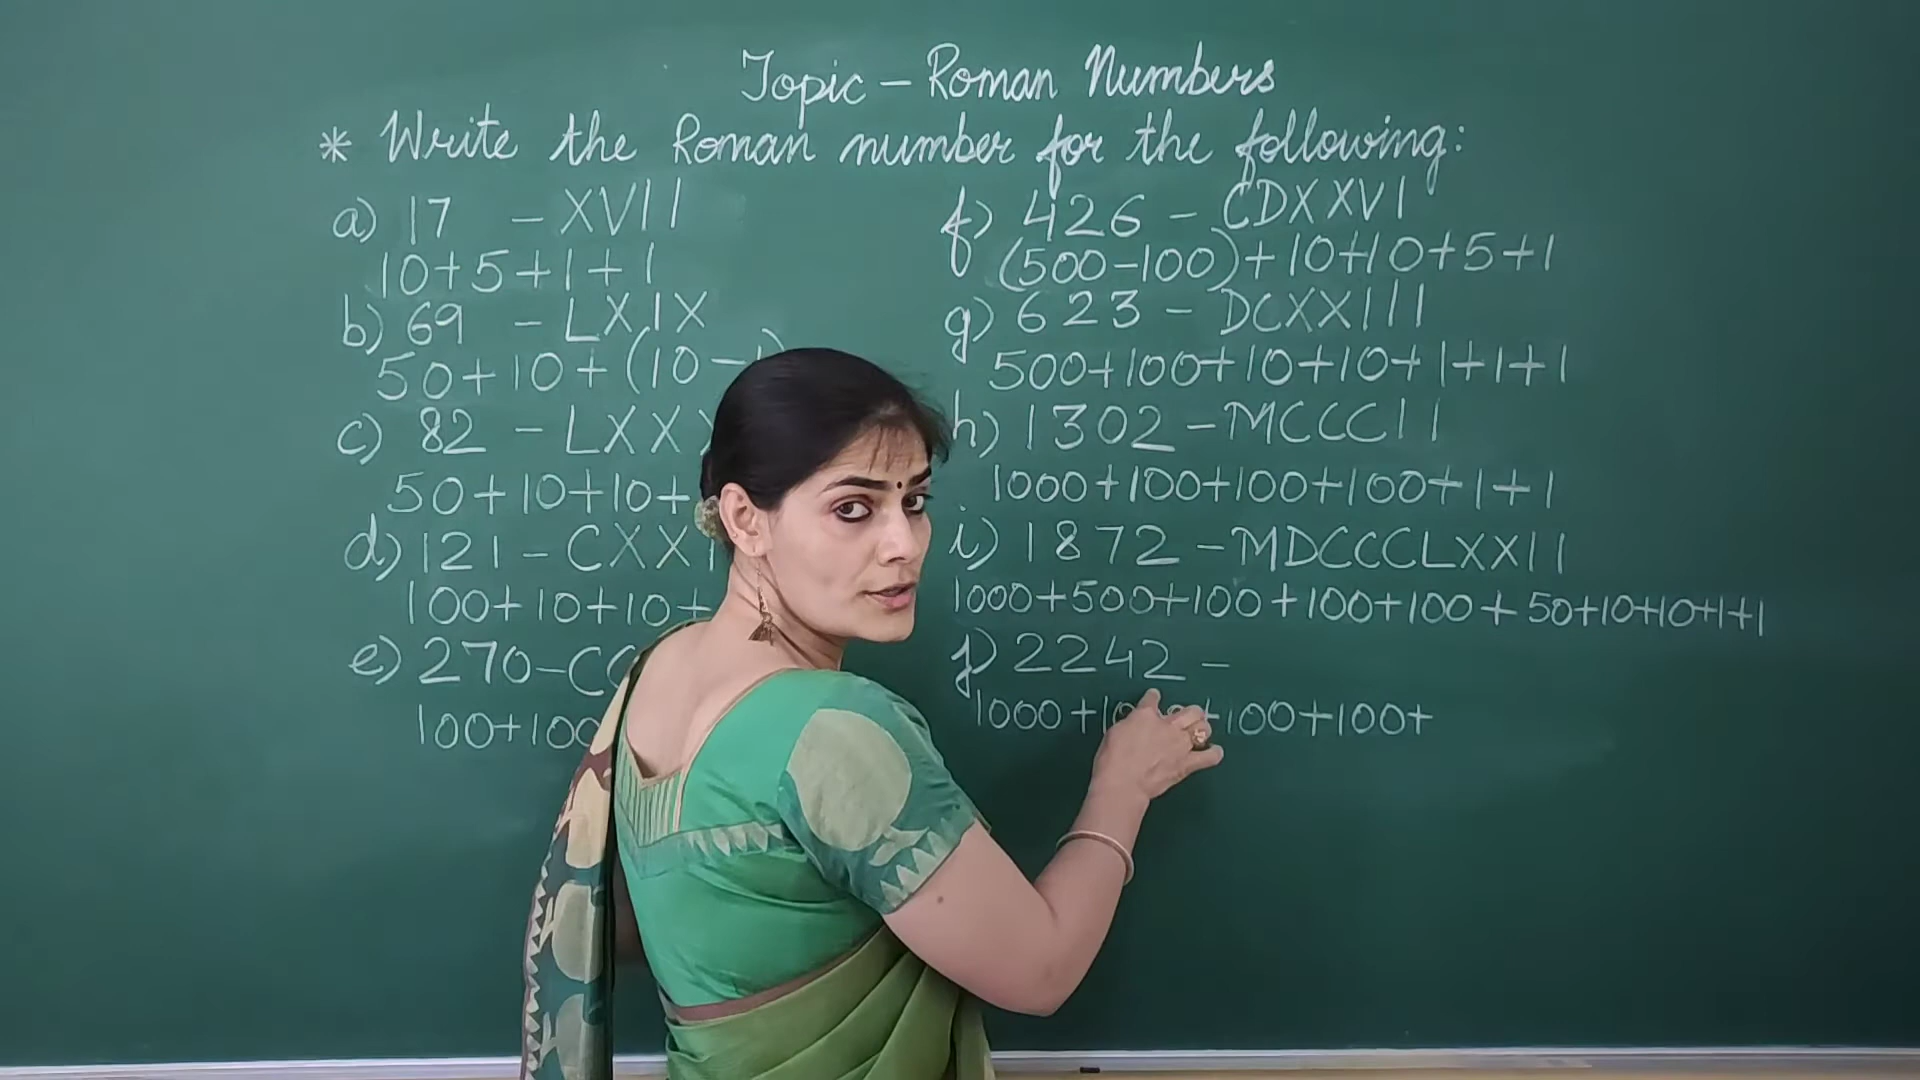 Topic - Roman Numbers
* Write the Roman number for the following:
a) 17 - XVII
10+5+1+1
b) 69 - LXIX
50+10+(10-1)
c) 82 - LXX
50+10+10+
d) 121 - CXXI
100+10+10+
e) 270-CC
100+100
f) 426 - CDXXVI
(500-100)+10+10+5+1
g) 623 - DCXXIII
500+100+10+10+1+1+1
h) 1302 - MCCCII
1000+100+100+100+1+1
i) 1872 - MDCCCLXXII
1000+500+100+100+100+50+10+10+1+1
j) 2242 -
1000+1000+100+100+